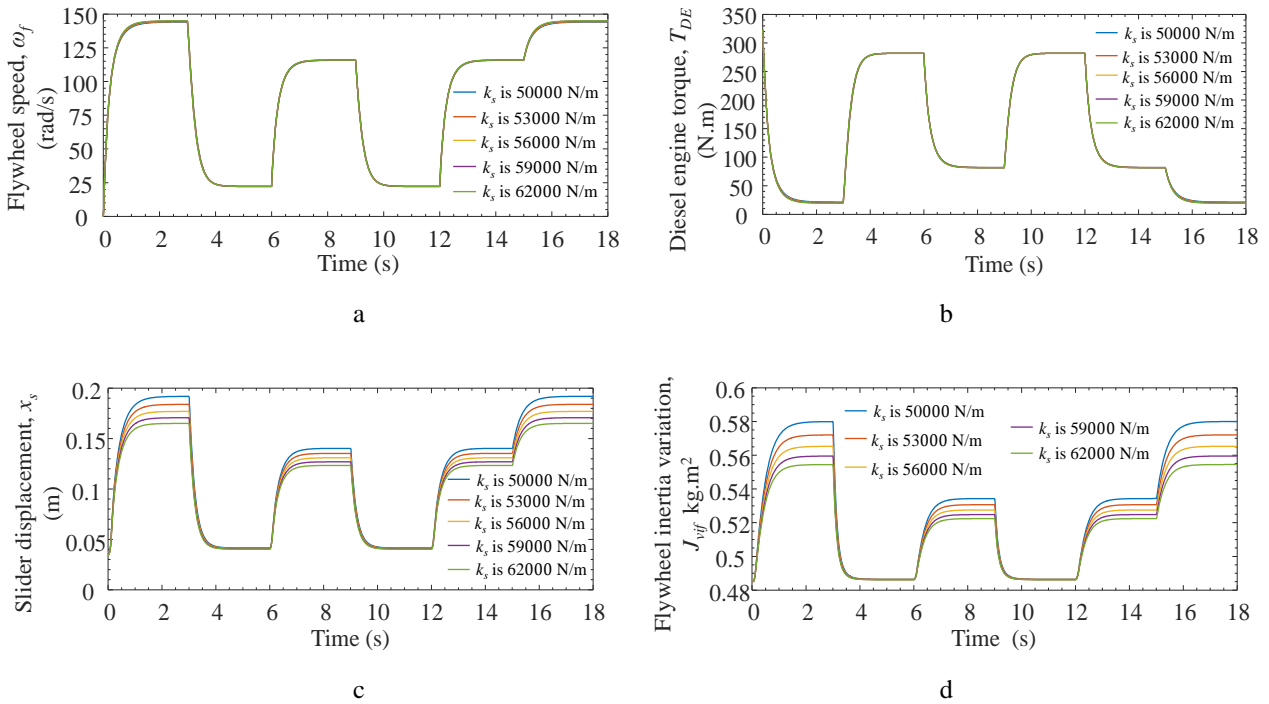 Flywheel speed, ωf
(rad/s)
150
125
100
75
50
25
0
ks is 50000 N/m
ks is 53000 N/m
ks is 56000 N/m
ks is 59000 N/m
ks is 62000 N/m
0 2 4 6 8 10 12 14 16 18
Time (s)
a
Diesel engine torque, TDE
(N.m)
350
300
250
200
150
100
50
0
ks is 50000 N/m
ks is 53000 N/m
ks is 56000 N/m
ks is 59000 N/m
ks is 62000 N/m
0 2 4 6 8 10 12 14 16 18
Time (s)
b
Slider displacement, xs
(m)
0.2
0.15
0.1
0.05
0
ks is 50000 N/m
ks is 53000 N/m
ks is 56000 N/m
ks is 59000 N/m
ks is 62000 N/m
0 2 4 6 8 10 12 14 16 18
Time (s)
c
Flywheel inertia variation,
Jvif kg.m2
0.6
0.58
0.56
0.54
0.52
0.5
0.48
ks is 50000 N/m
ks is 53000 N/m
ks is 56000 N/m
ks is 59000 N/m
ks is 62000 N/m
0 2 4 6 8 10 12 14 16 18
Time (s)
d